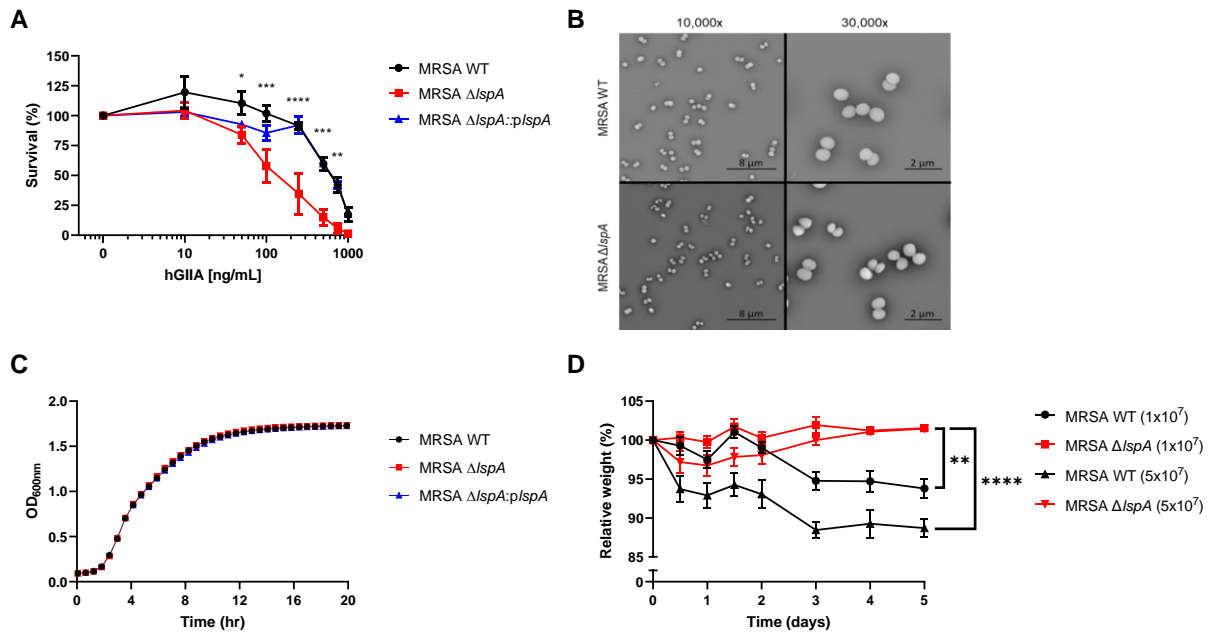 A
Survival (%)
150
125
100
75
50
25
0
*
***
****
***
**
0
10
100
1000
hGIIA [ng/mL]
MRSA WT
MRSA ΔlspA
MRSA ΔlspA::plspA
B
10,000x
30,000x
MRSA WT
8 µm
2 µm
MRSA ΔlspA
8 µm
2 µm
C
OD600nm
2.0
1.5
1.0
0.5
0.0
0
4
8
12
16
20
Time (hr)
MRSA WT
MRSA ΔlspA
MRSA ΔlspA:plspA
D
Relative weight (%)
105
100
95
90
85
0
0
1
2
3
4
5
Time (days)
**
****
MRSA WT (1x10⁷)
MRSA ΔlspA (1x10⁷)
MRSA WT (5x10⁷)
MRSA ΔlspA (5x10⁷)